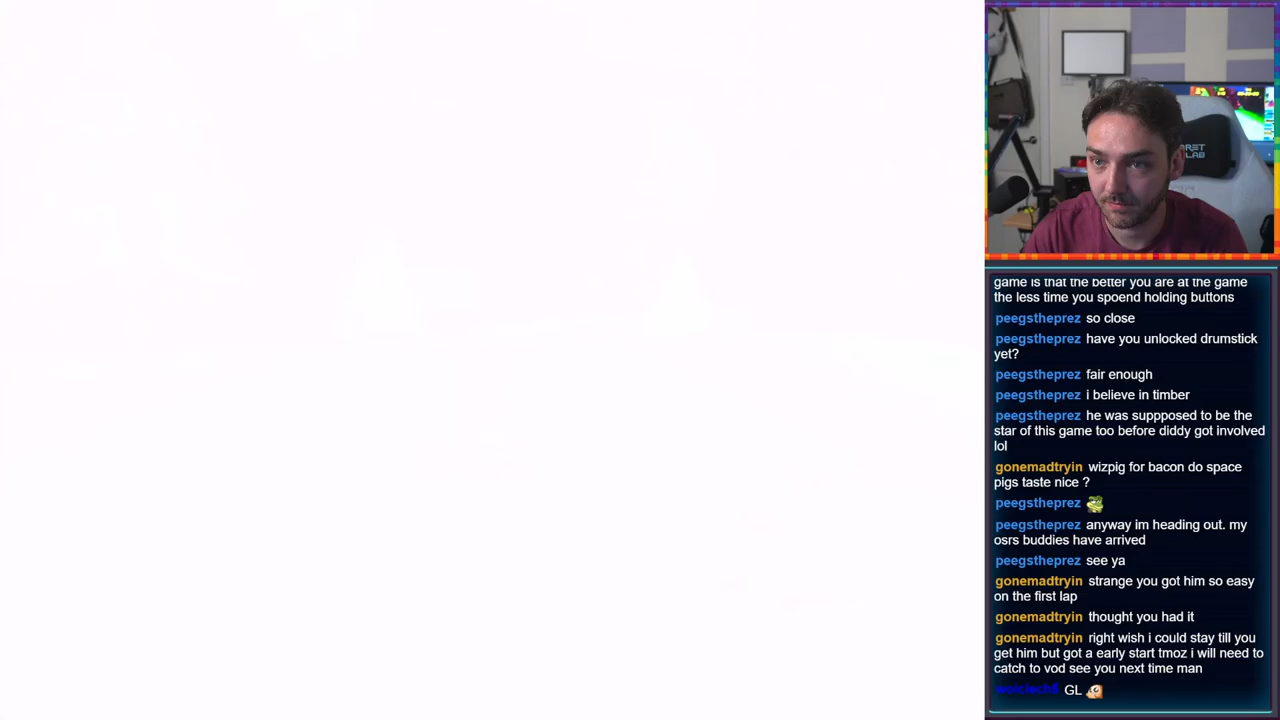 game is that the better you are at the game
the less time you spoend holding buttons
peegstheprez so close
peegstheprez have you unlocked drumstick
yet?
peegstheprez fair enough
peegstheprez i believe in timber
peegstheprez he was suppposed to be the
star of this game too before diddy got involved
lol
gonemadtryin wizpig for bacon do space
pigs taste nice ?
peegstheprez
peegstheprez anyway im heading out. my
osrs buddies have arrived
peegstheprez see ya
gonemadtryin strange you got him so easy
on the first lap
gonemadtryin thought you had it
gonemadtryin right wish i could stay till you
get him but got a early start tmoz i will need to
catch to vod see you next time man
GL